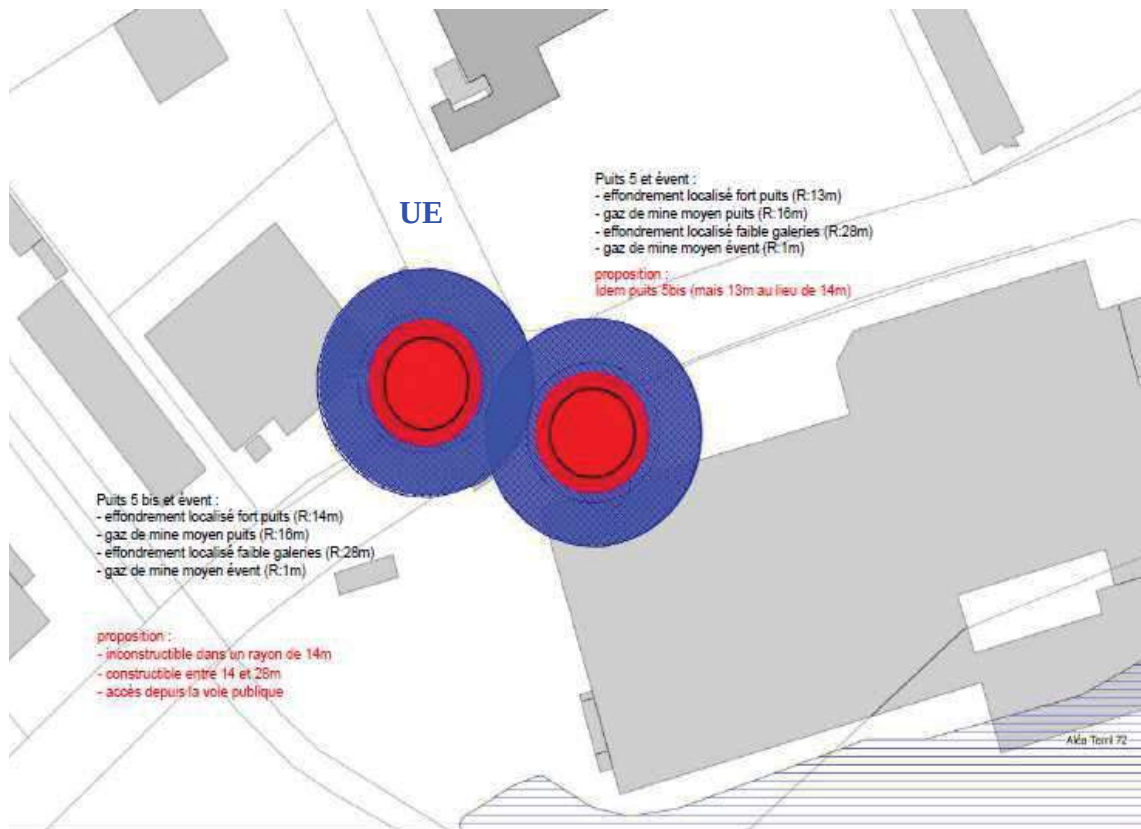 UE
Puits 5 et évent :
- effondrement localisé fort puits (R:13m)
- gaz de mine moyen puits (R:16m)
- effondrement localisé faible galeries (R:28m)
- gaz de mine moyen évent (R:1m)
proposition :
Idem puits 5bis (mais 13m au lieu de 14m)
Puits 5 bis et évent :
- effondrement localisé fort puits (R:14m)
- gaz de mine moyen puits (R:16m)
- effondrement localisé faible galeries (R:28m)
- gaz de mine moyen évent (R:1m)
proposition :
- inconstructible dans un rayon de 14m
- constructible entre 14 et 28m
- accès depuis la voie publique
Aléa Terril 72